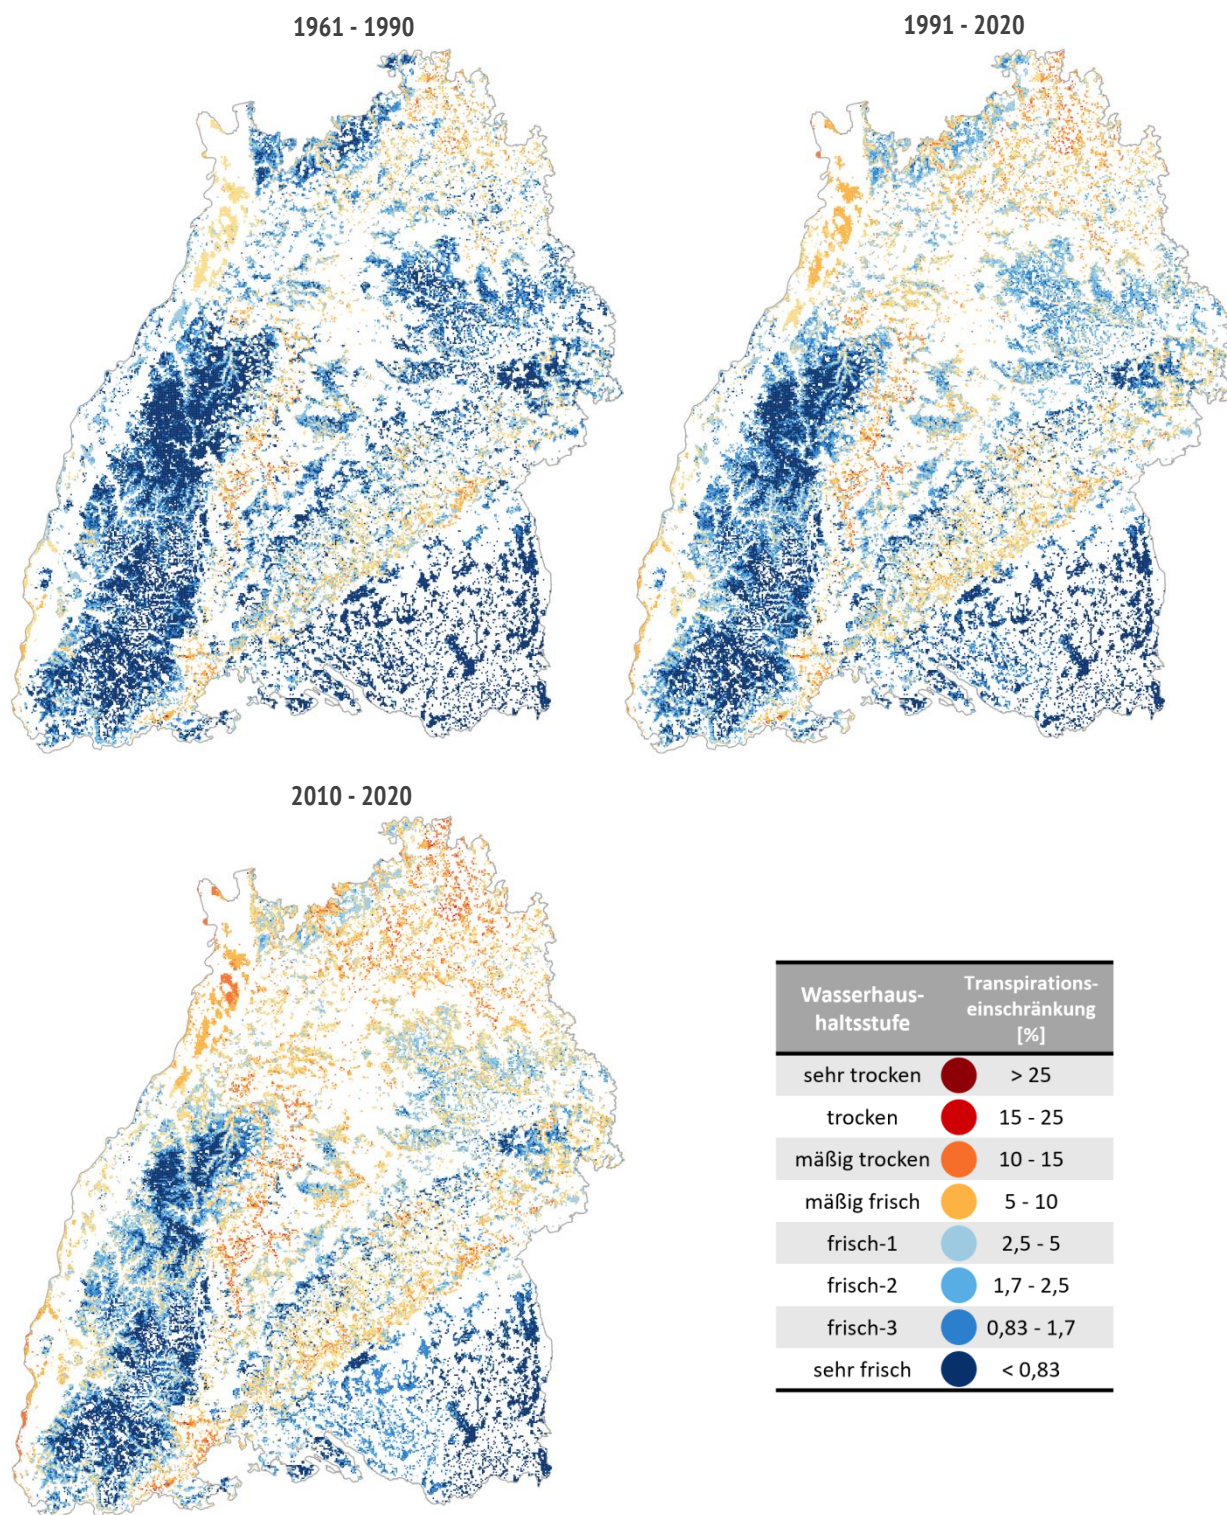 1961 - 1990
1991 - 2020
2010 - 2020
Wasserhaus-
haltsstufe
Transpirations-
einschränkung
[%]
sehr trocken > 25
trocken 15 - 25
mäßig trocken 10 - 15
mäßig frisch 5 - 10
frisch-1 2,5 - 5
frisch-2 1,7 - 2,5
frisch-3 0,83 - 1,7
sehr frisch < 0,83